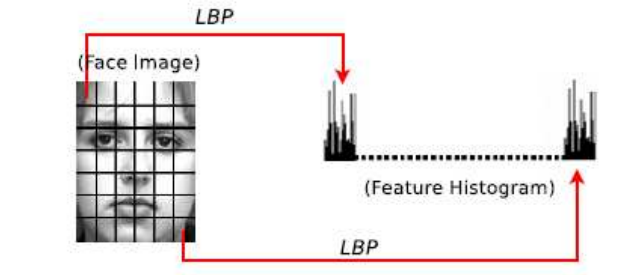 LBP
(Face Image)
(Feature Histogram)
LBP